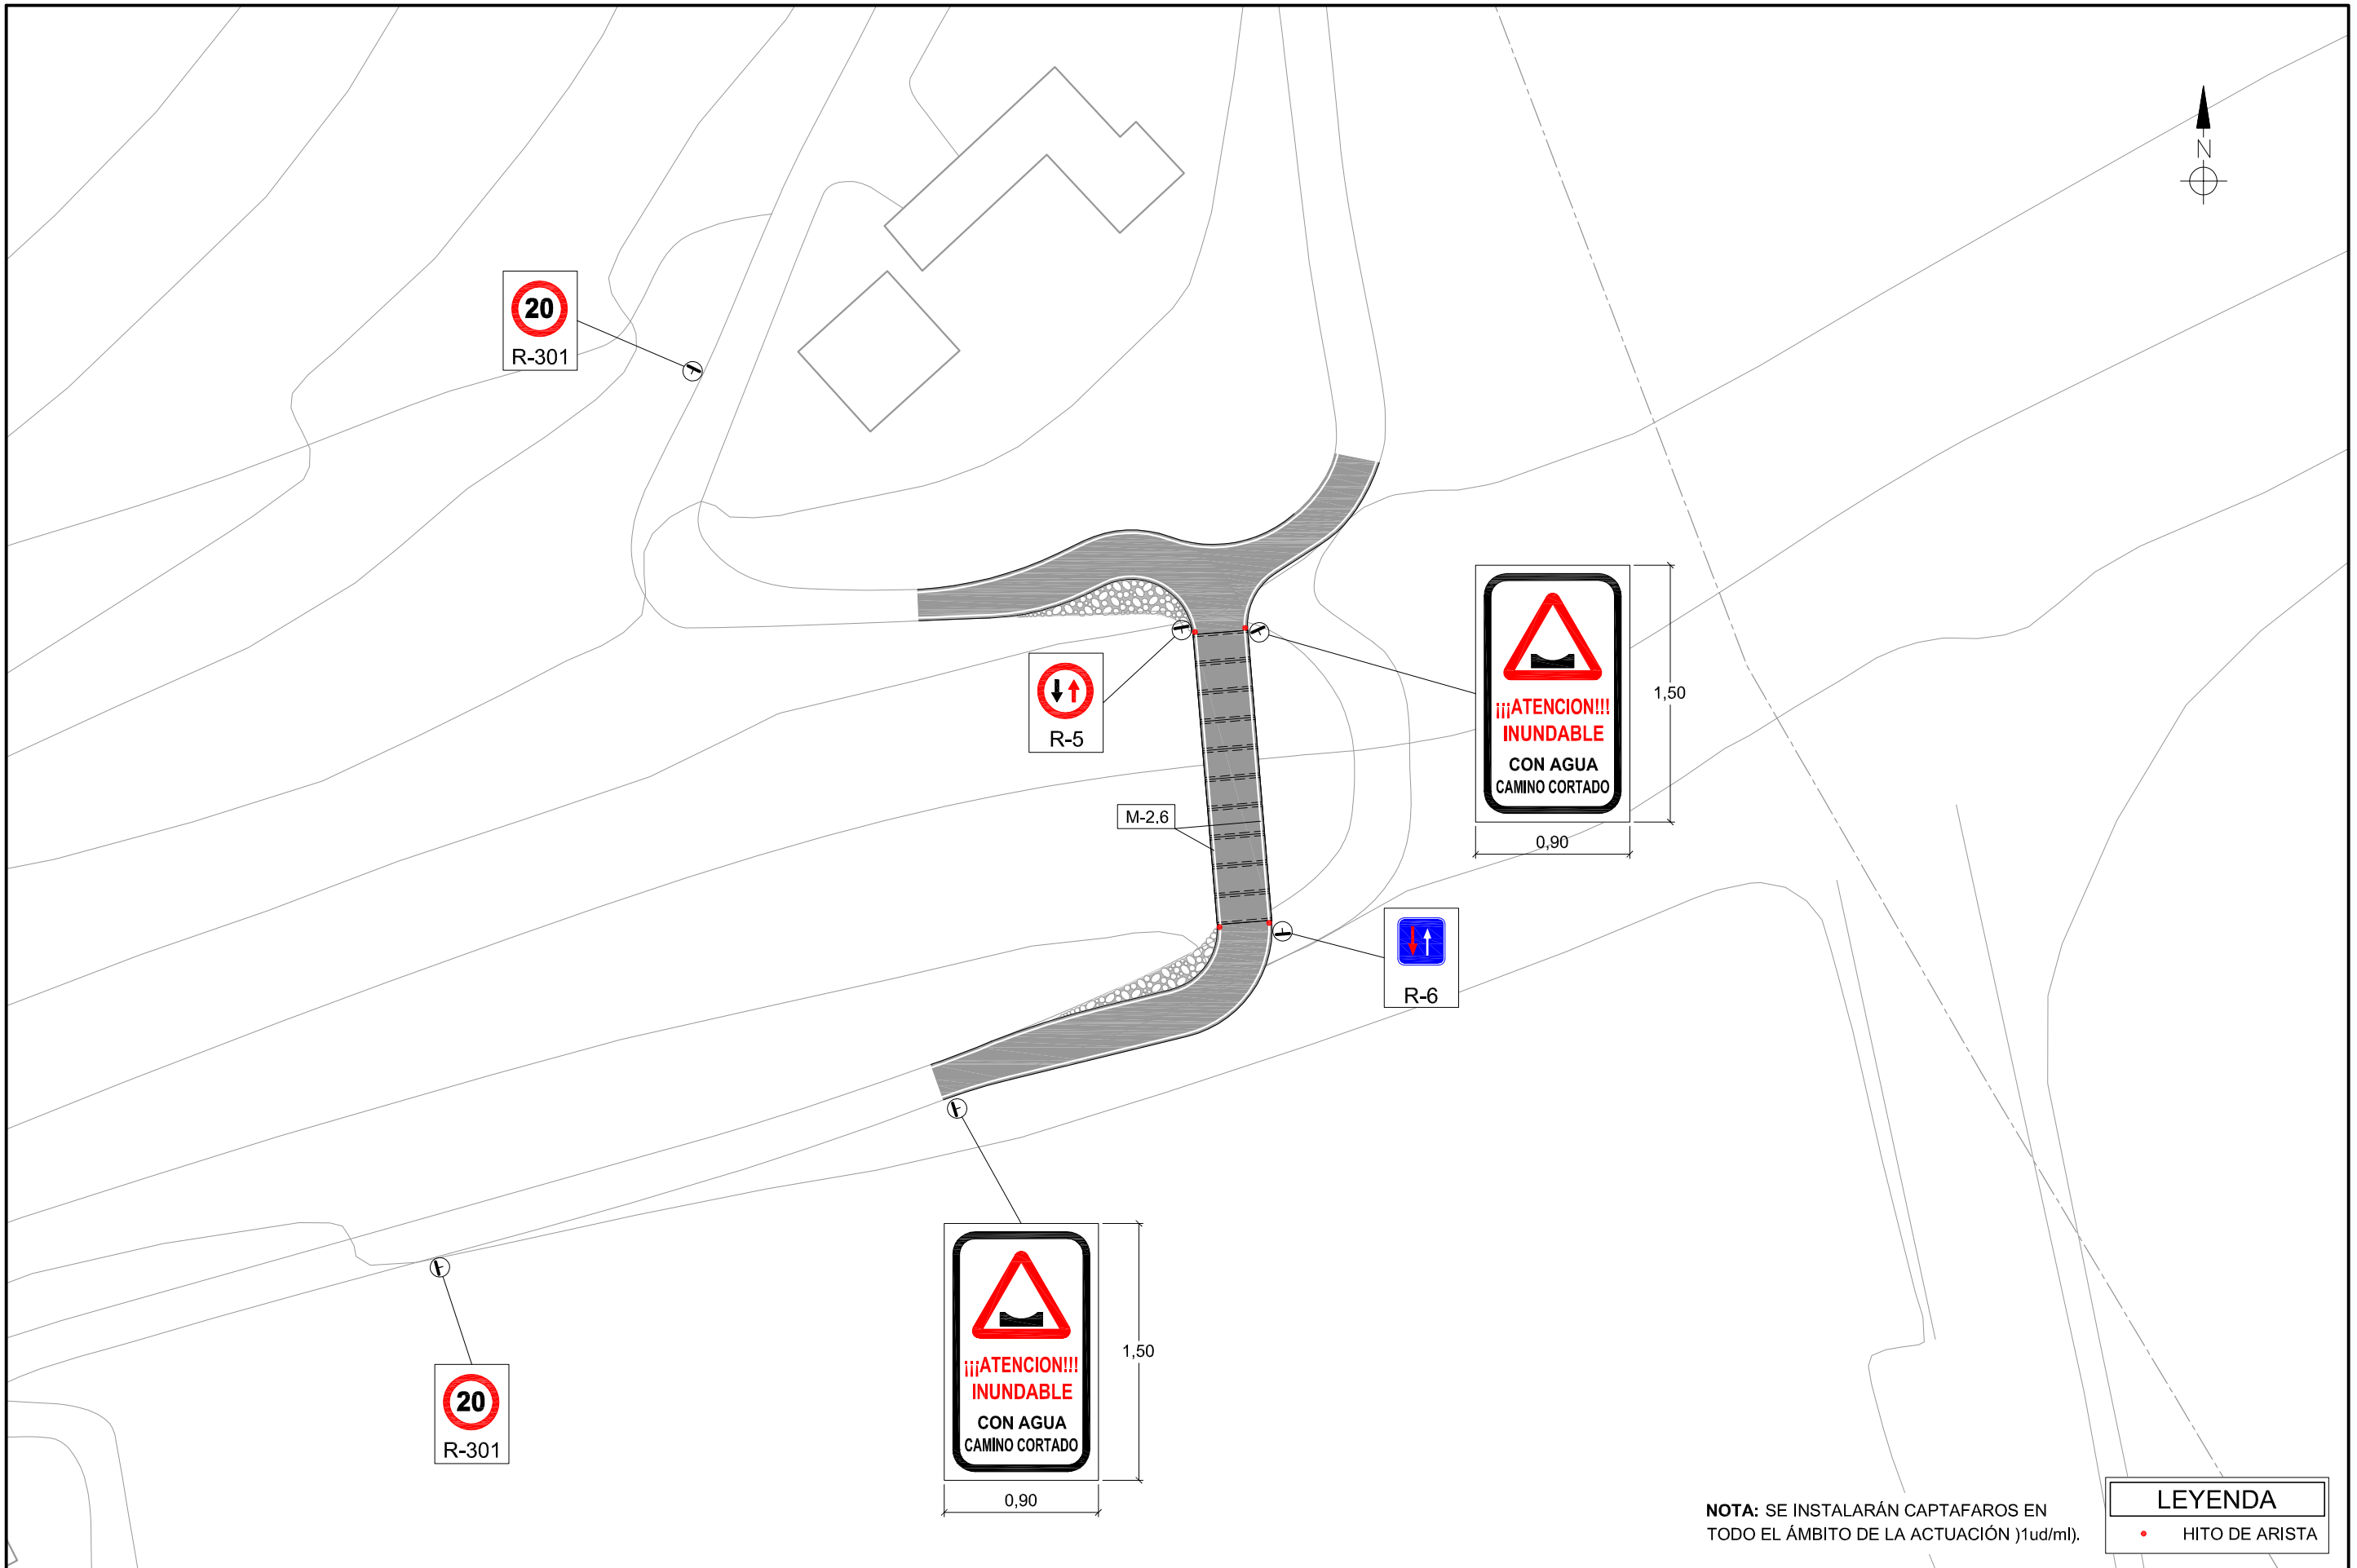 N
20
R-301
R-5
¡¡¡ATENCION!!!
INUNDABLE
CON AGUA
CAMINO CORTADO
1,50
0,90
M-2.6
R-6
¡¡¡ATENCION!!!
INUNDABLE
CON AGUA
CAMINO CORTADO
1,50
0,90
20
R-301
NOTA: SE INSTALARÁN CAPTAFAROS EN
TODO EL ÁMBITO DE LA ACTUACIÓN )1ud/ml).
LEYENDA
HITO DE ARISTA